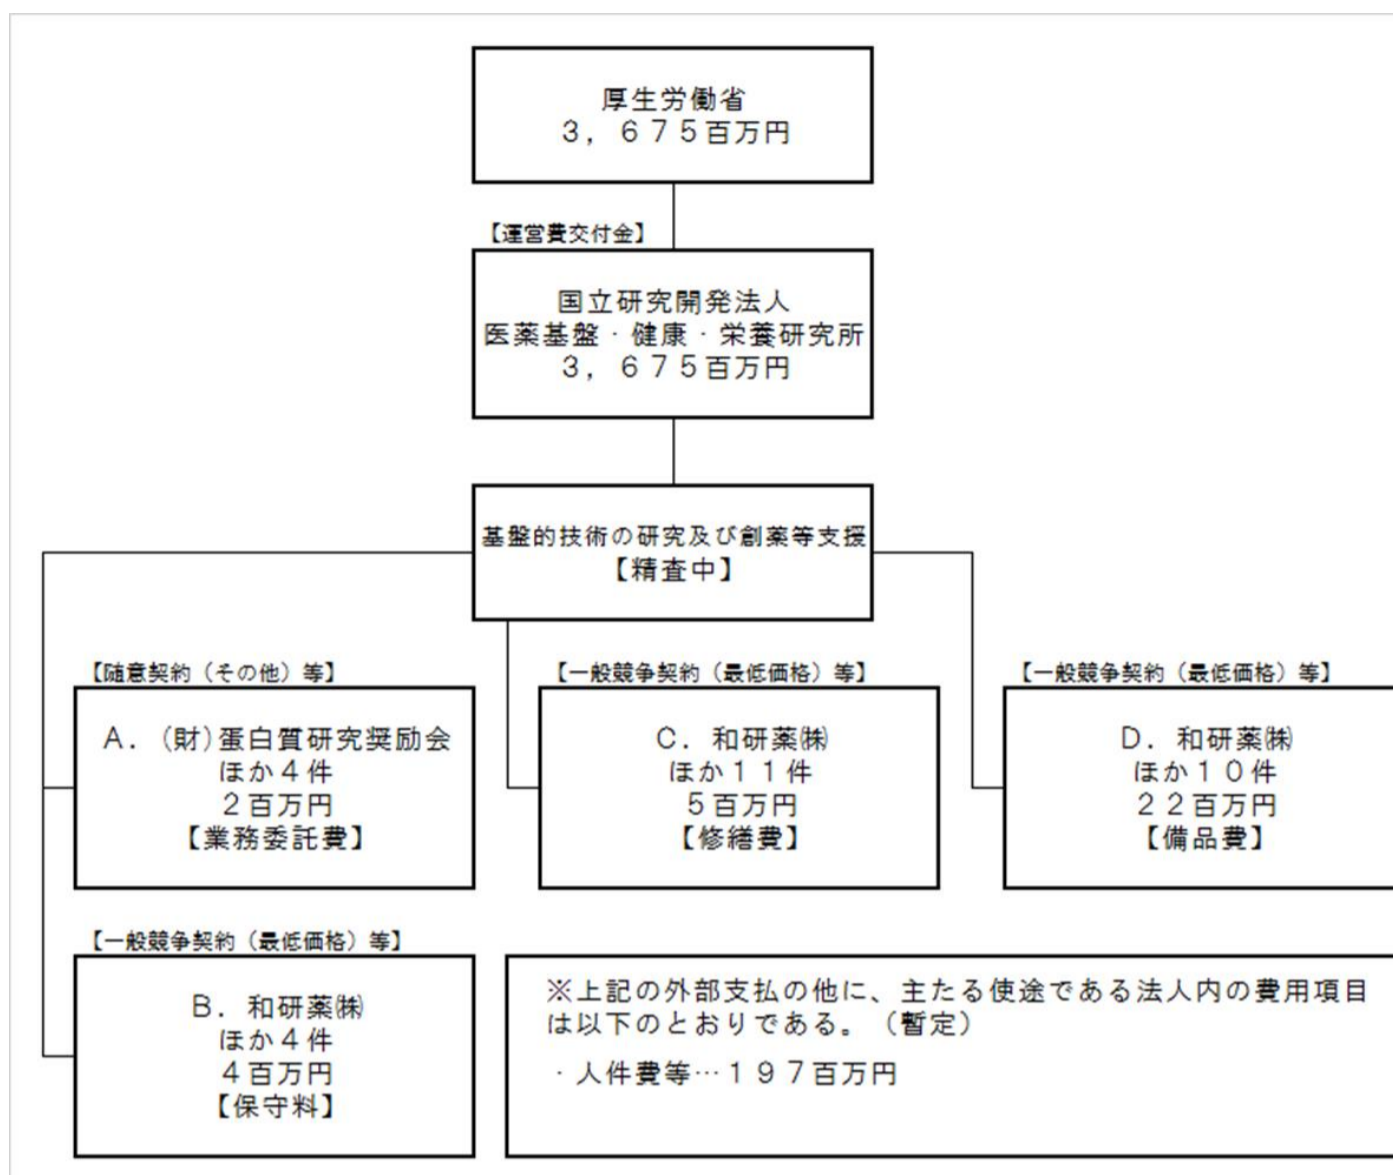 厚生労働省
３，６７５百万円
【運営費交付金】
国立研究開発法人
医薬基盤・健康・栄養研究所
３，６７５百万円
基盤的技術の研究及び創薬等支援
【精査中】
【随意契約（その他）等】
Ａ．（財）蛋白質研究奨励会
ほか４件
２百万円
【業務委託費】
【一般競争契約（最低価格）等】
Ｃ．和研薬㈱
ほか１１件
５百万円
【修繕費】
【一般競争契約（最低価格）等】
Ｄ．和研薬㈱
ほか１０件
２２百万円
【備品費】
【一般競争契約（最低価格）等】
Ｂ．和研薬㈱
ほか４件
４百万円
【保守料】
※上記の外部支払の他に、主たる使途である法人内の費用項目
は以下のとおりである。（暫定）
・人件費等…１９７百万円